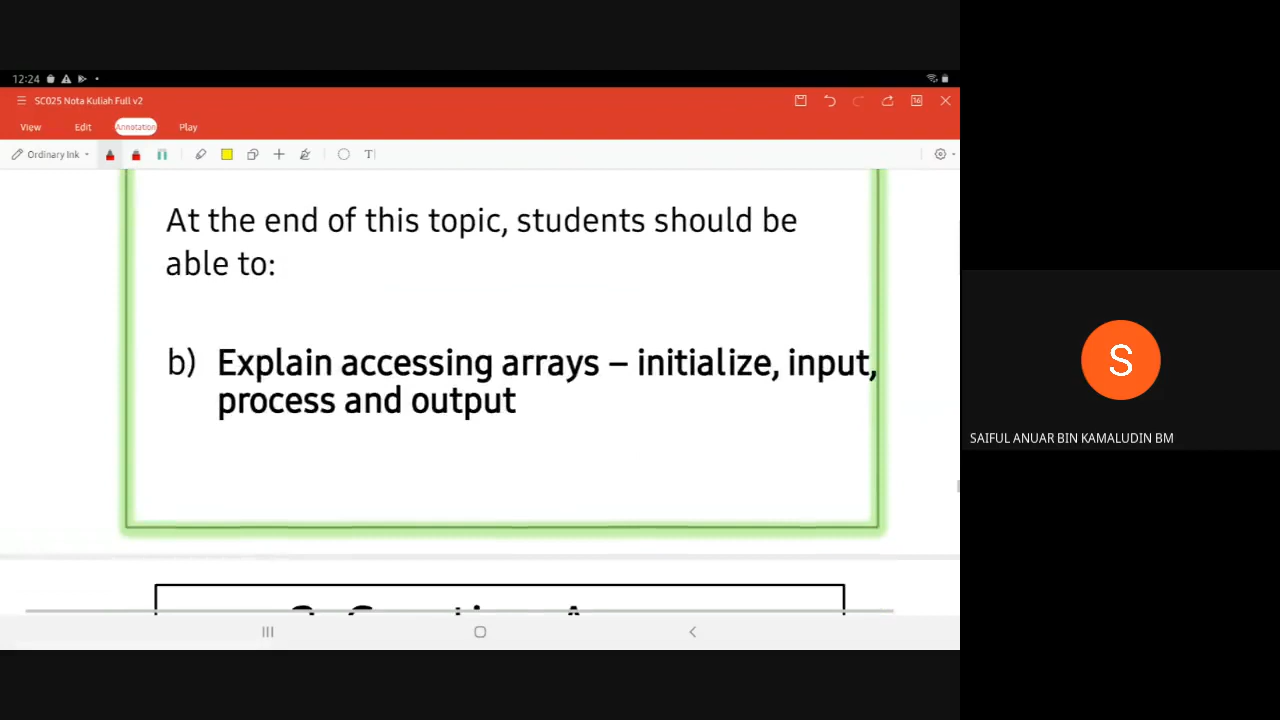 12:24
SC025 Nota Kuliah Full v2
16
View Edit Annotation Play
Ordinary Ink T
At the end of this topic, students should be
able to:
b) Explain accessing arrays – initialize, input,
process and output
S
SAIFUL ANUAR BIN KAMALUDIN BM